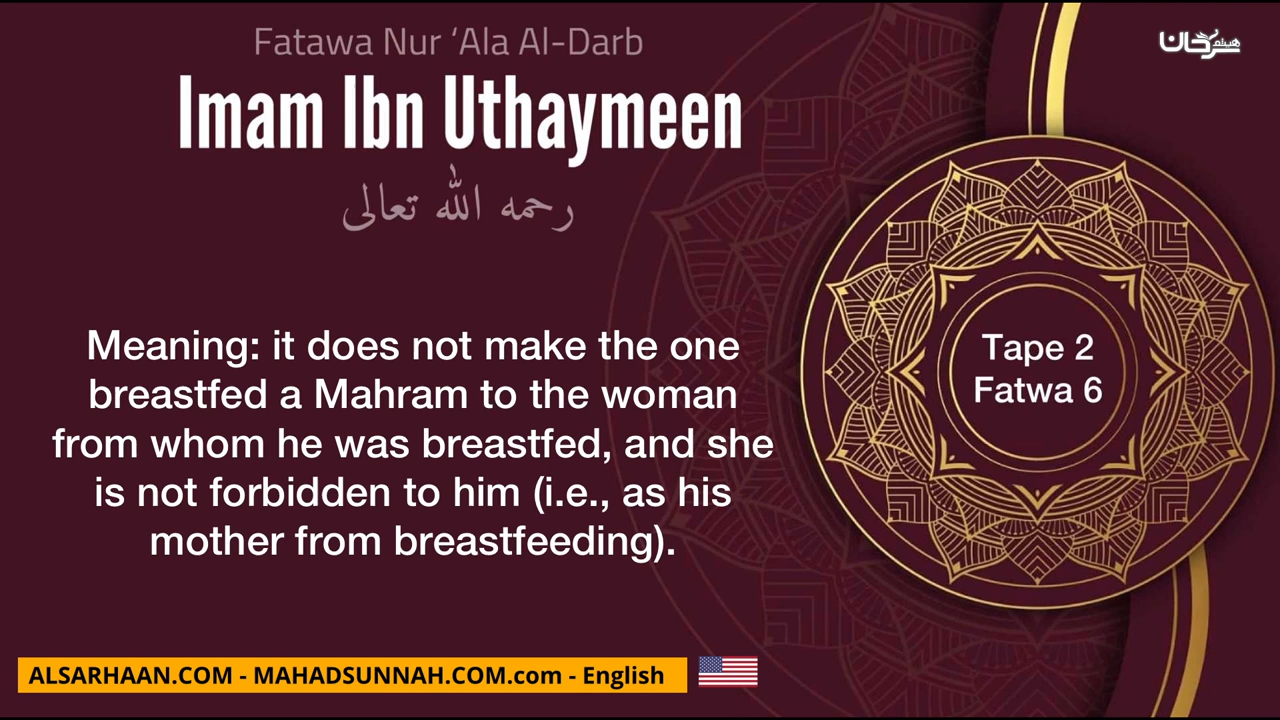 Fatawa Nur ‘Ala Al-Darb
هيثم سرحان
Imam Ibn Uthaymeen
رحمه الله تعالى
Meaning: it does not make the one
breastfed a Mahram to the woman
from whom he was breastfed, and she
is not forbidden to him (i.e., as his
mother from breastfeeding).
Tape 2
Fatwa 6
ALSARHAAN.COM - MAHADSUNNAH.COM.com - English